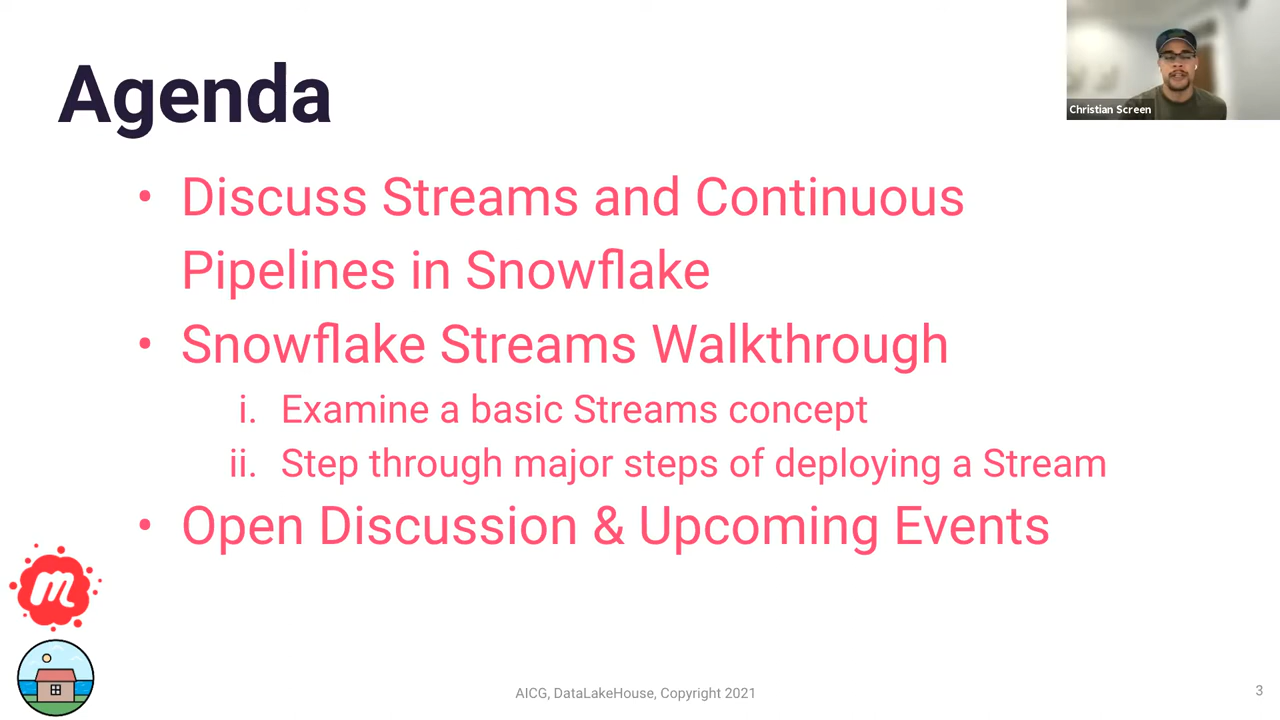 Agenda
Christian Screen
• Discuss Streams and Continuous
Pipelines in Snowflake
• Snowflake Streams Walkthrough
i. Examine a basic Streams concept
ii. Step through major steps of deploying a Stream
• Open Discussion & Upcoming Events
m
AICG, DataLakeHouse, Copyright 2021
3